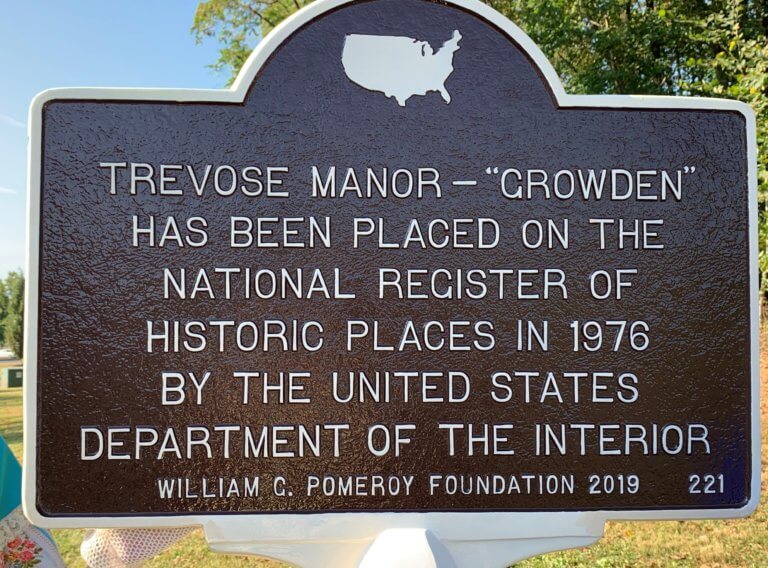 TREVOSE MANOR – "GROWDEN"
HAS BEEN PLACED ON THE
NATIONAL REGISTER OF
HISTORIC PLACES IN 1976
BY THE UNITED STATES
DEPARTMENT OF THE INTERIOR
WILLIAM G. POMEROY FOUNDATION 2019 221